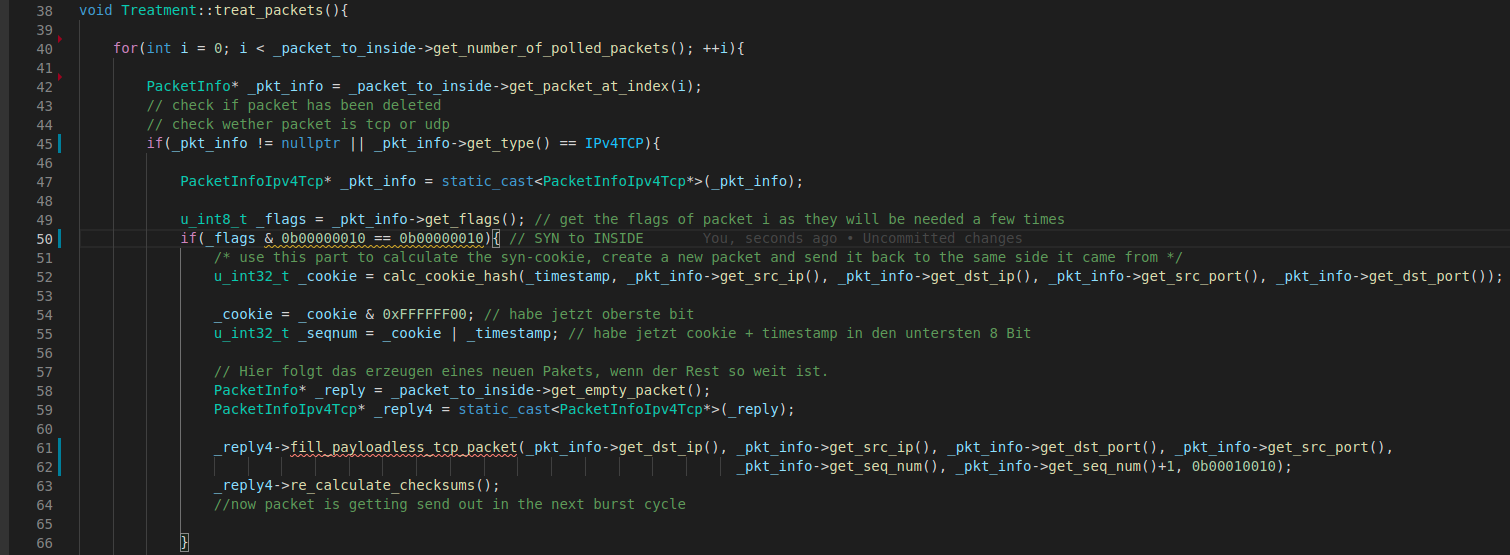 38 void Treatment::treat_packets(){
39
40 for(int i = 0; i < _packet_to_inside->get_number_of_polled_packets(); ++i){
41
42 PacketInfo* _pkt_info = _packet_to_inside->get_packet_at_index(i);
43 // check if packet has been deleted
44 // check wether packet is tcp or udp
45 if(_pkt_info != nullptr || _pkt_info->get_type() == IPv4TCP){
46
47 PacketInfoIpv4Tcp* _pkt_info = static_cast<PacketInfoIpv4Tcp*>(_pkt_info);
48
49 u_int8_t _flags = _pkt_info->get_flags(); // get the flags of packet i as they will be needed a few times
50 if(_flags & 0b00000010 == 0b00000010){ // SYN to INSIDE You, seconds ago • Uncommitted changes
51 /* use this part to calculate the syn-cookie, create a new packet and send it back to the same side it came from */
52 u_int32_t _cookie = calc_cookie_hash(_timestamp, _pkt_info->get_src_ip(), _pkt_info->get_dst_ip(), _pkt_info->get_src_port(), _pkt_info->get_dst_port());
53
54 _cookie = _cookie & 0xFFFFFF00; // habe jetzt oberste bit
55 u_int32_t _seqnum = _cookie | _timestamp; // habe jetzt cookie + timestamp in den untersten 8 Bit
56
57 // Hier folgt das erzeugen eines neuen Pakets, wenn der Rest so weit ist.
58 PacketInfo* _reply = _packet_to_inside->get_empty_packet();
59 PacketInfoIpv4Tcp* _reply4 = static_cast<PacketInfoIpv4Tcp*>(_reply);
60
61 _reply4->fill_payloadless_tcp_packet(_pkt_info->get_dst_ip(), _pkt_info->get_src_ip(), _pkt_info->get_dst_port(), _pkt_info->get_src_port(),
62 _pkt_info->get_seq_num(), _pkt_info->get_seq_num()+1, 0b00010010);
63 _reply4->re_calculate_checksums();
64 //now packet is getting send out in the next burst cycle
65
66 }